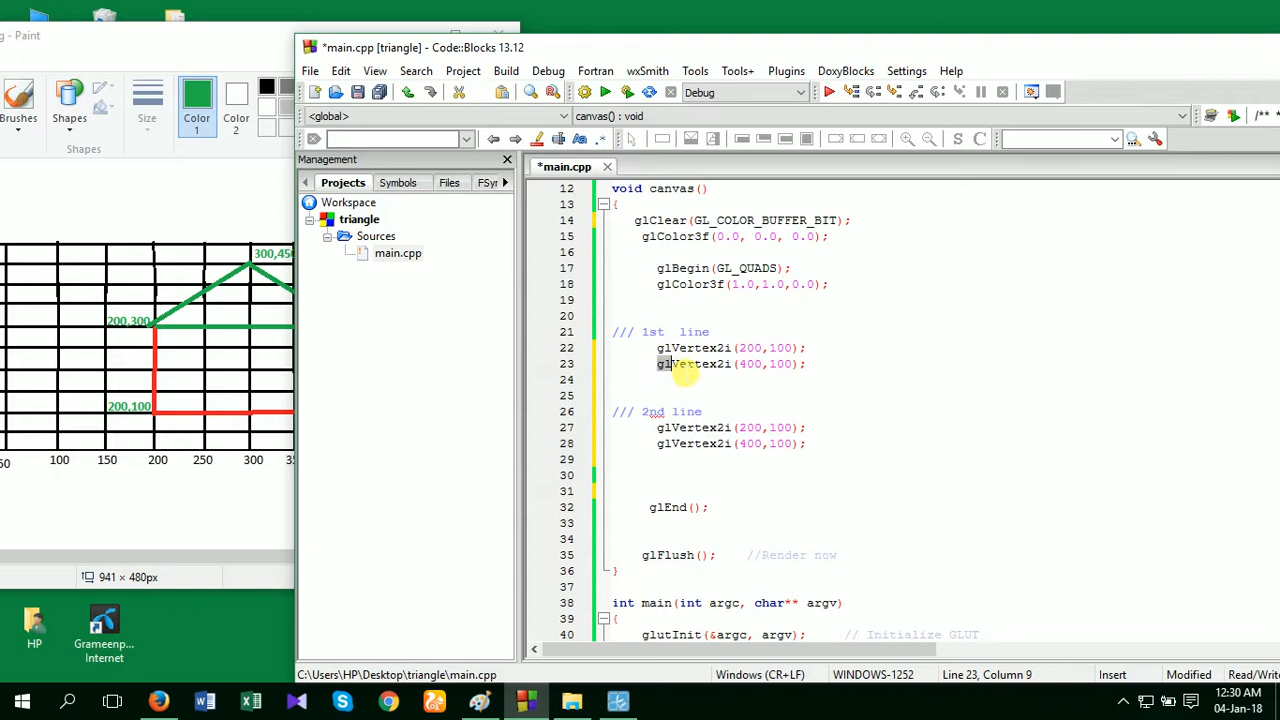 g - Paint
*main.cpp [triangle] - Code::Blocks 13.12
File Edit View Search Project Build Debug Fortran wxSmith Tools Tools+ Plugins DoxyBlocks Settings Help
Brushes
Shapes
Size
Color 1
Color 2
Shapes
Debug
<global>
canvas() : void
/** *
S C
Management
*main.cpp
Projects Symbols Files FSy
Workspace
triangle
Sources
main.cpp
300,450
200,300
200,100
50 100 150 200 250 300 35
12 void canvas()
13 {
14 glClear(GL_COLOR_BUFFER_BIT);
15 glColor3f(0.0, 0.0, 0.0);
16
17 glBegin(GL_QUADS);
18 glColor3f(1.0,1.0,0.0);
19
20
21 /// 1st  line
22 glVertex2i(200,100);
23 glVertex2i(400,100);
24
25
26 /// 2nd line
27 glVertex2i(200,100);
28 glVertex2i(400,100);
29
30
31
32 glEnd();
33
34
35 glFlush();    //Render now
36 }
37
38 int main(int argc, char** argv)
39 {
40 glutInit(&argc, argv);     // Initialize GLUT
941 × 480px
HP
Grameenp...
Internet
C:\Users\HP\Desktop\triangle\main.cpp
Windows (CR+LF)
WINDOWS-1252
Line 23, Column 9
Insert
Modified
Read/Write
12:30 AM
04-Jan-18